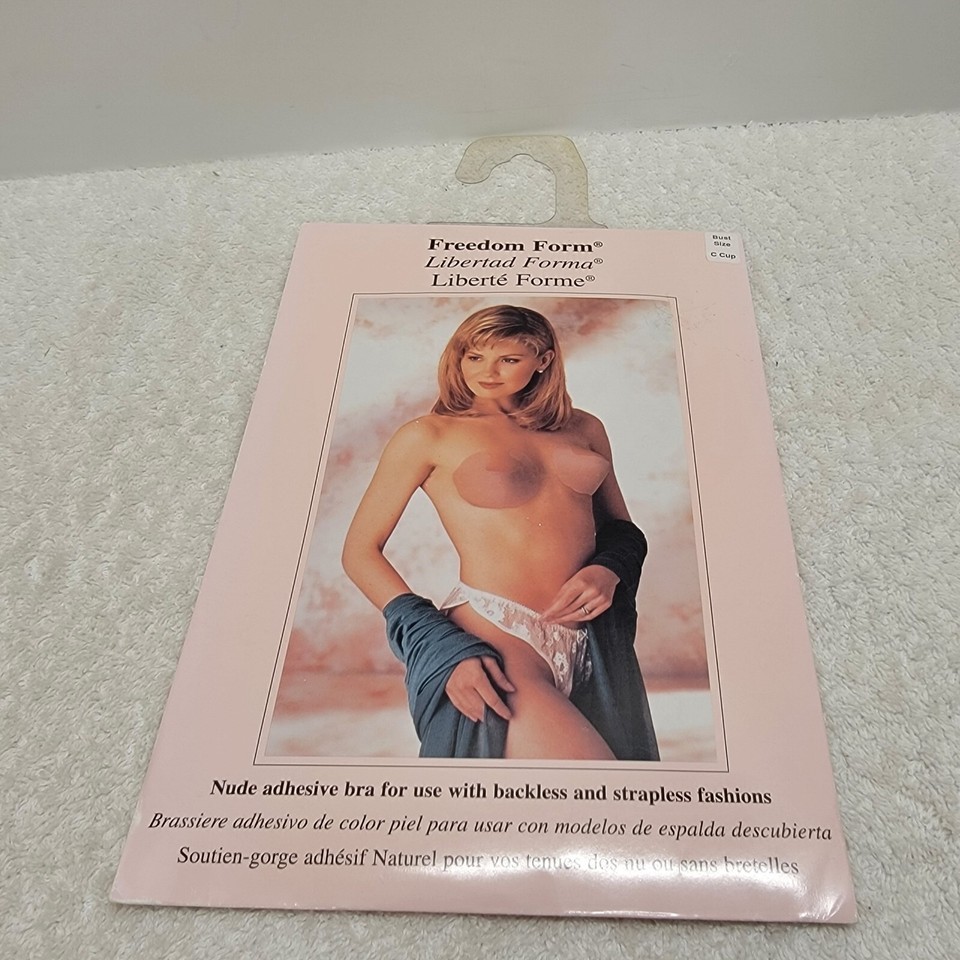 Freedom Form®
Libertad Forma®
Liberté Forme®
Bust
Size
C Cup
Nude adhesive bra for use with backless and strapless fashions
Brassiere adhesivo de color piel para usar con modelos de espalda descubierta
Soutien-gorge adhésif Naturel pour vos tenues dos nu ou sans bretelles